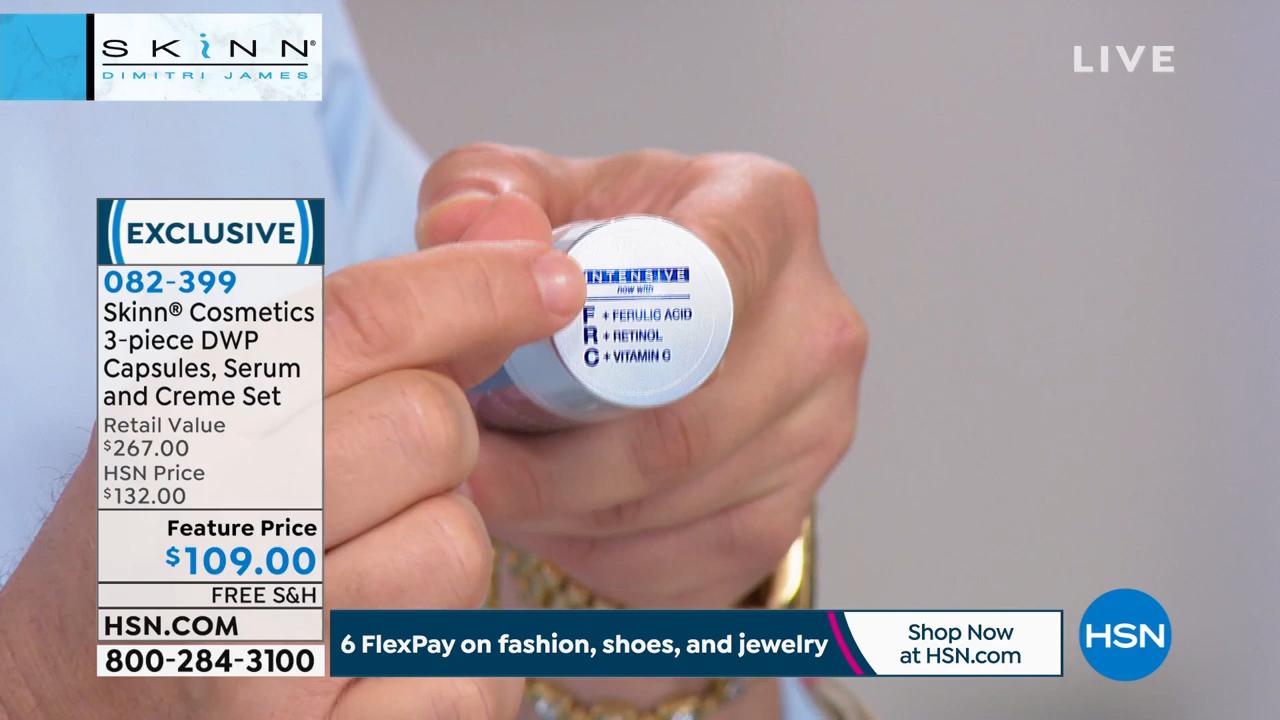 SKiNN®
DIMITRI JAMES
LIVE
EXCLUSIVE
082-399
Skinn® Cosmetics
3-piece DWP
Capsules, Serum
and Creme Set
Retail Value
$267.00
HSN Price
$132.00
Feature Price
$109.00
FREE S&H
HSN.COM
800-284-3100
INTENSIVE
now with
F + FERULIC ACID
R + RETINOL
C + VITAMIN C
6 FlexPay on fashion, shoes, and jewelry
Shop Now
at HSN.com
HSN